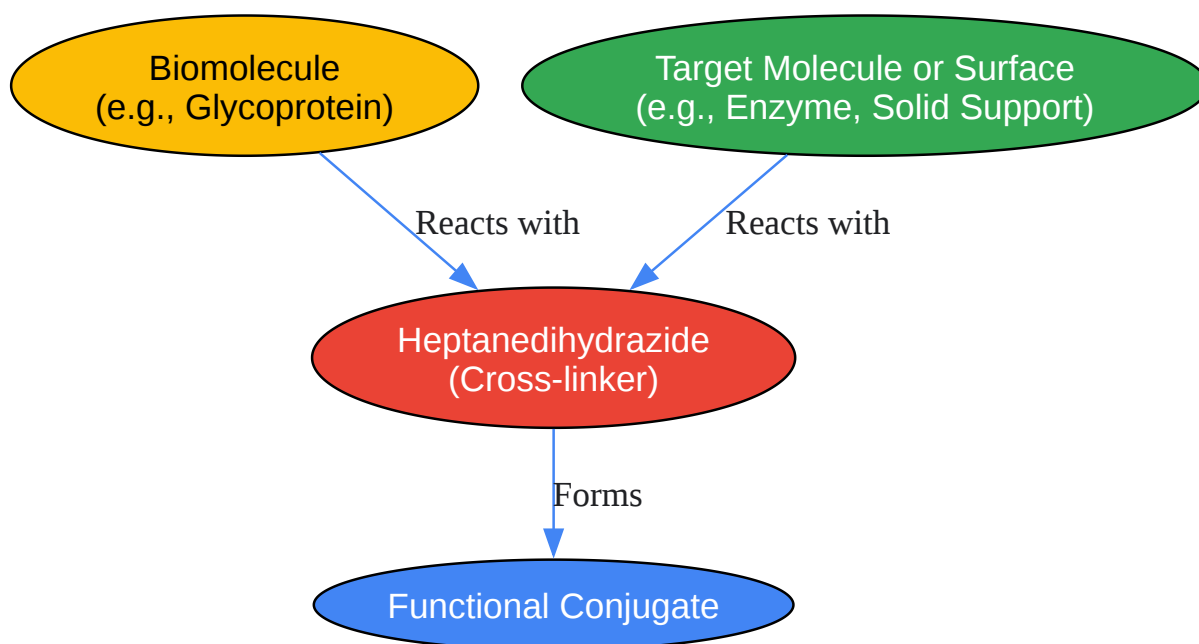 Biomolecule
(e.g., Glycoprotein)
Target Molecule or Surface
(e.g., Enzyme, Solid Support)
Reacts with
Reacts with
Heptanedihydrazide
(Cross-linker)
Forms
Functional Conjugate